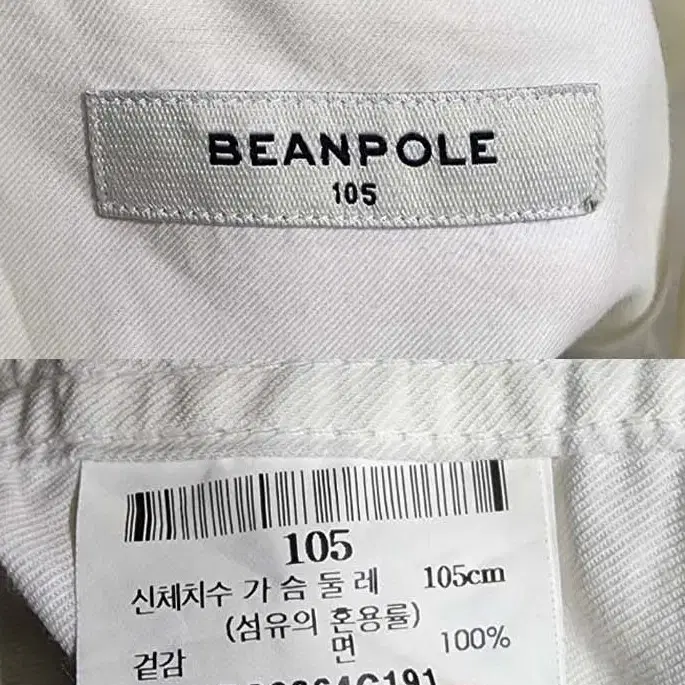 BEANPOLE
105
105
신체치수 가 슴 둘 레 105cm
(섬유의 혼용률)
겉감 면 100%